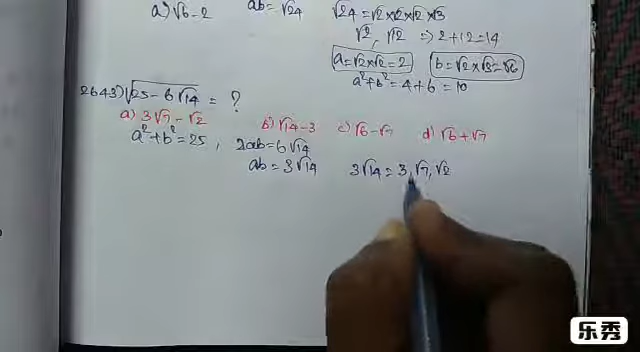 a) √6-2 ab = √24 √24 = √2×√2×√2×√3
√2, √12 ⇒ 2+12=14
a=√2×√2=2 b=√2×√3=√6
a²+b² = 4+6 = 10
2643) √25-6√14 = ?
a) 3√7-√2 b) √14-3 c) √6-√7 d) √6+√7
a²+b²=25, 2ab=6√14
ab=3√14 3√14=3,√7,√2
乐秀